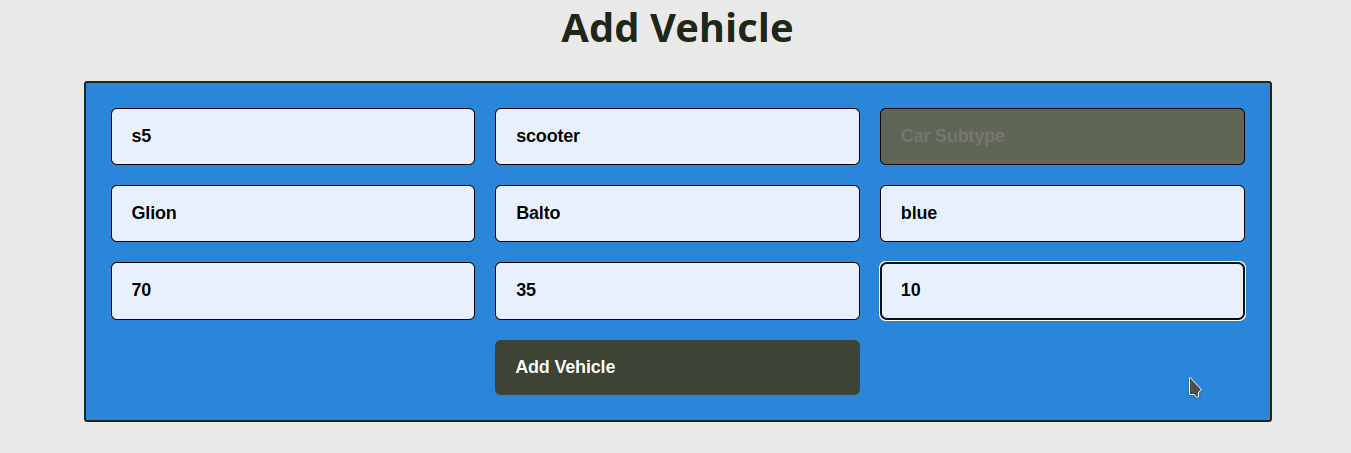 Add Vehicle
s5
scooter
Car Subtype
Glion
Balto
blue
70
35
10
Add Vehicle